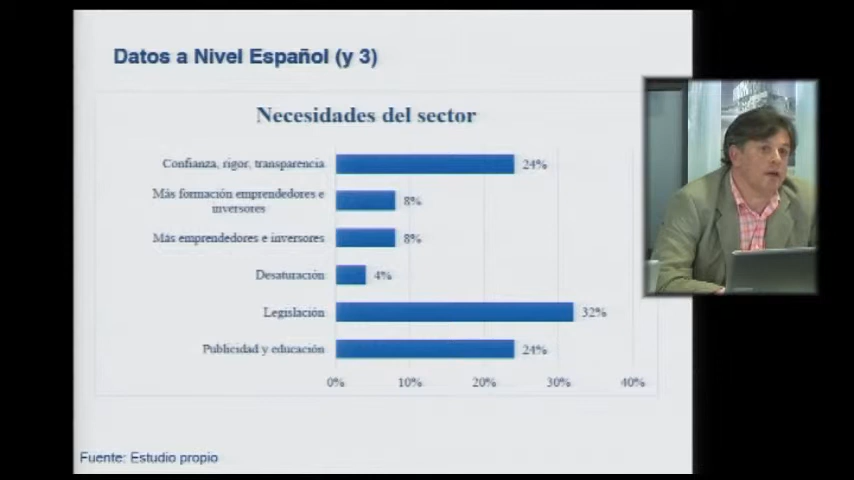 Datos a Nivel Español (y 3)
Necesidades del sector
Confianza, rigor, transparencia
24%
Más formación emprendedores e
inversores
8%
Más emprendedores e inversores
8%
Desaturación
4%
Legislación
32%
Publicidad y educación
24%
0%
10%
20%
30%
40%
Fuente: Estudio propio